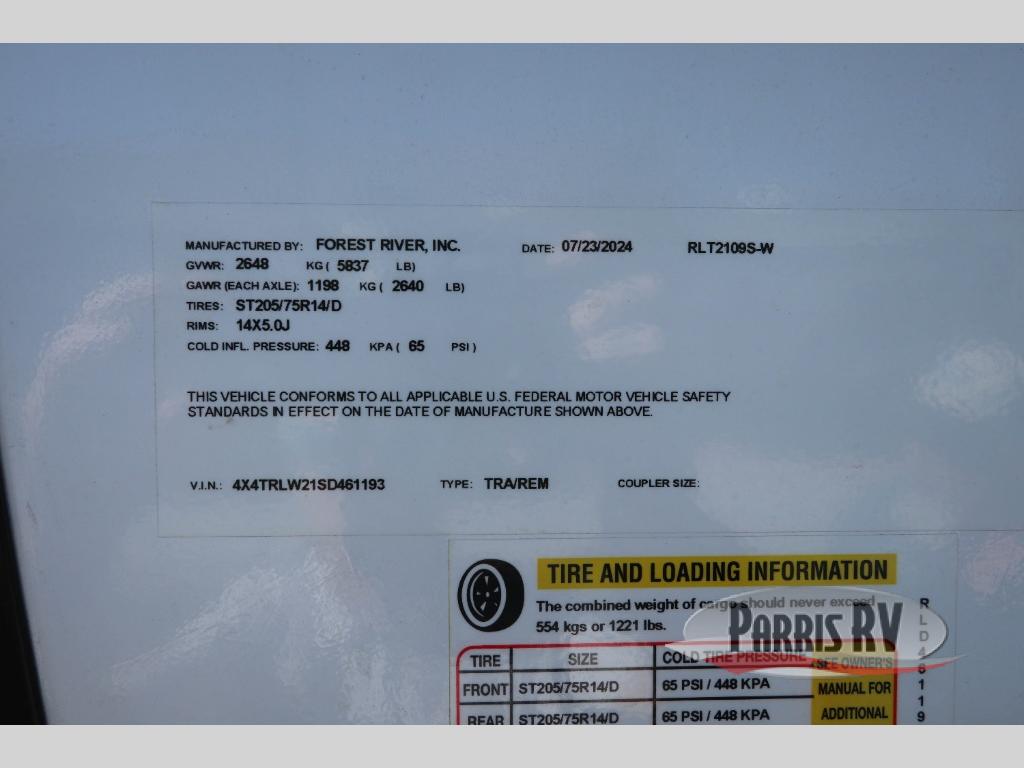 MANUFACTURED BY: FOREST RIVER, INC. DATE: 07/23/2024 RLT2109S-W
GVWR: 2648 KG ( 5837 LB)
GAWR (EACH AXLE): 1198 KG ( 2640 LB)
TIRES: ST205/75R14/D
RIMS: 14X5.0J
COLD INFL. PRESSURE: 448 KPA ( 65 PSI )
THIS VEHICLE CONFORMS TO ALL APPLICABLE U.S. FEDERAL MOTOR VEHICLE SAFETY
STANDARDS IN EFFECT ON THE DATE OF MANUFACTURE SHOWN ABOVE.
V.I.N.: 4X4TRLW21SD461193 TYPE: TRA/REM COUPLER SIZE:
TIRE AND LOADING INFORMATION
The combined weight of cargo should never exceed
554 kgs or 1221 lbs.
PARRIS RV
TIRE SIZE COLD TIRE PRESSURE SEE OWNER'S
FRONT ST205/75R14/D 65 PSI / 448 KPA MANUAL FOR
REAR ST205/75R14/D 65 PSI / 448 KPA ADDITIONAL
RLD46119